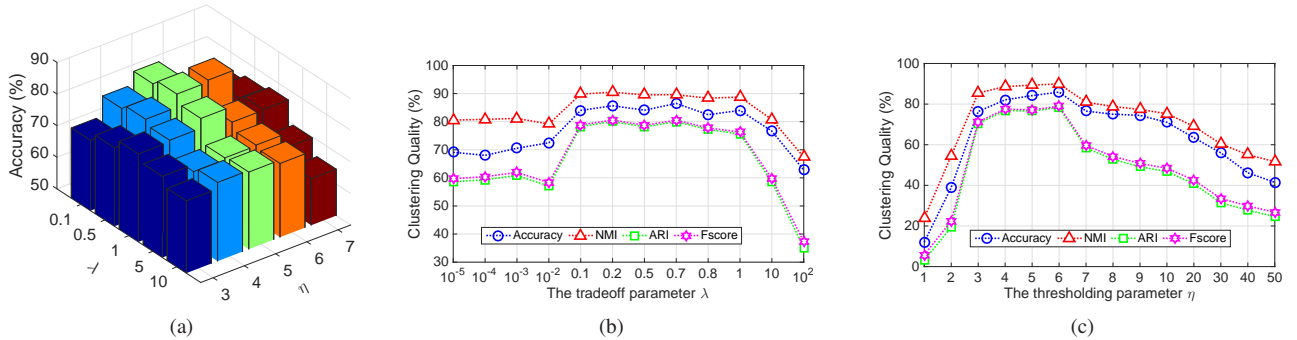 90
80
70
60
50
Accuracy (%)
0.1
0.5
1
5
10
λ
3
4
5
6
7
η
(a)
100
90
80
70
60
50
40
30
Clustering Quality (%)
Accuracy NMI ARI Fscore
10^-5 10^-4 10^-3 10^-2 0.1 0.2 0.5 0.7 0.8 1 10 10^2
The tradeoff parameter λ
(b)
100
80
60
40
20
0
Clustering Quality (%)
Accuracy NMI ARI Fscore
1 2 3 4 5 6 7 8 9 10 20 30 40 50
The thresholding parameter η
(c)